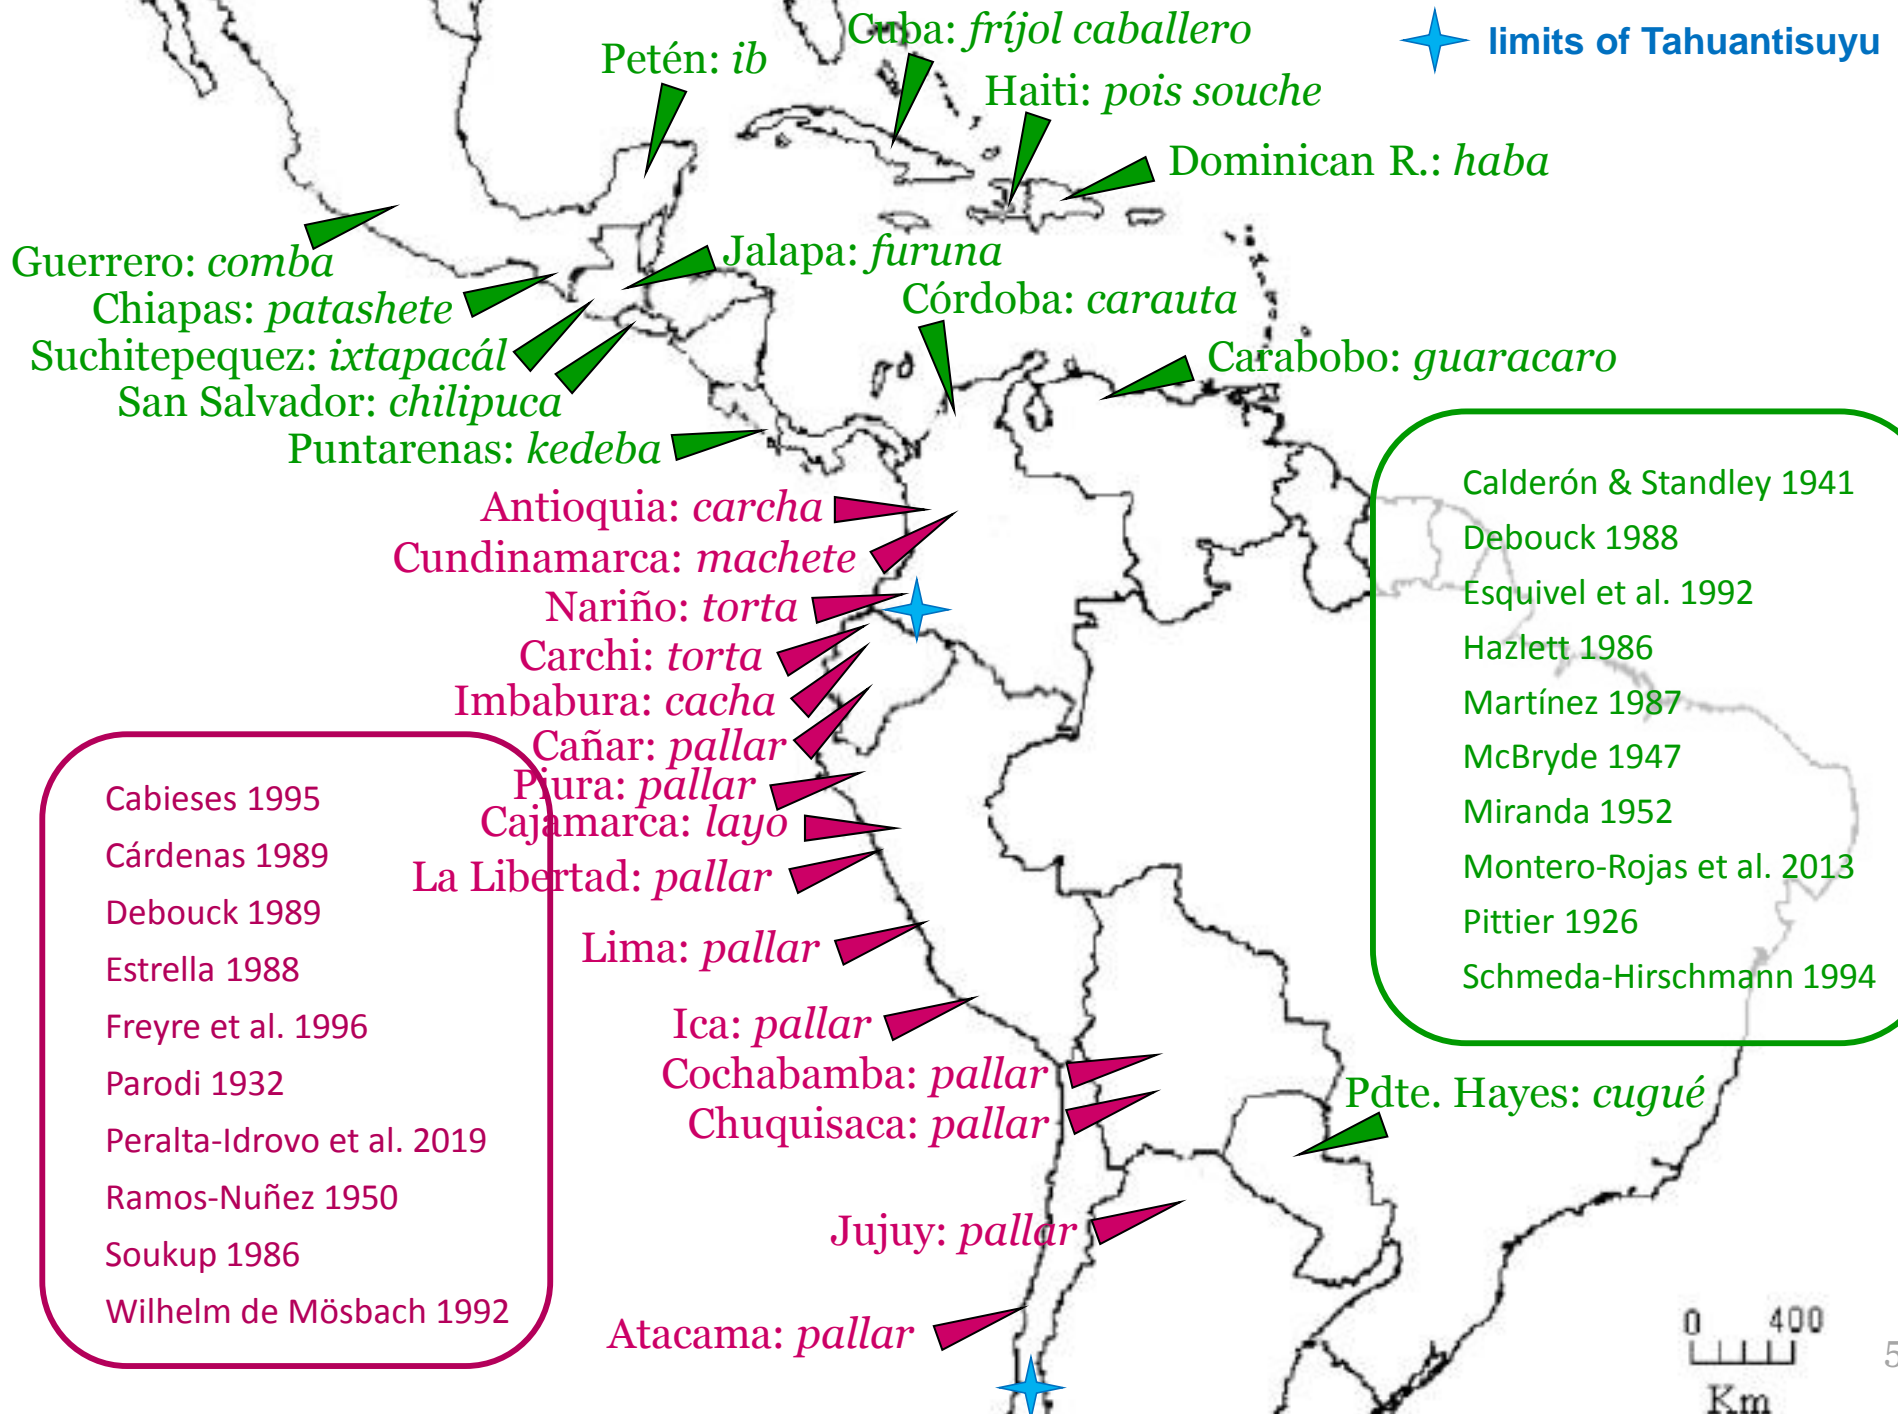 Cuba: fríjol caballero
limits of Tahuantisuyu
Petén: ib
Haiti: pois souche
Dominican R.: haba
Guerrero: comba
Jalapa: furuna
Chiapas: patashete
Córdoba: carauta
Suchitepequez: ixtapacál
Carabobo: guaracaro
San Salvador: chilipuca
Puntarenas: kedeba
Antioquia: carcha
Cundinamarca: machete
Nariño: torta
Carchi: torta
Imbabura: cacha
Cañar: pallar
Piura: pallar
Cajamarca: layo
La Libertad: pallar
Lima: pallar
Ica: pallar
Cochabamba: pallar
Chuquisaca: pallar
Pdte. Hayes: cugué
Jujuy: pallar
Atacama: pallar
Calderón & Standley 1941
Debouck 1988
Esquivel et al. 1992
Hazlett 1986
Martínez 1987
McBryde 1947
Miranda 1952
Montero-Rojas et al. 2013
Pittier 1926
Schmeda-Hirschmann 1994
Cabieses 1995
Cárdenas 1989
Debouck 1989
Estrella 1988
Freyre et al. 1996
Parodi 1932
Peralta-Idrovo et al. 2019
Ramos-Nuñez 1950
Soukup 1986
Wilhelm de Mösbach 1992
0 400
Km
5